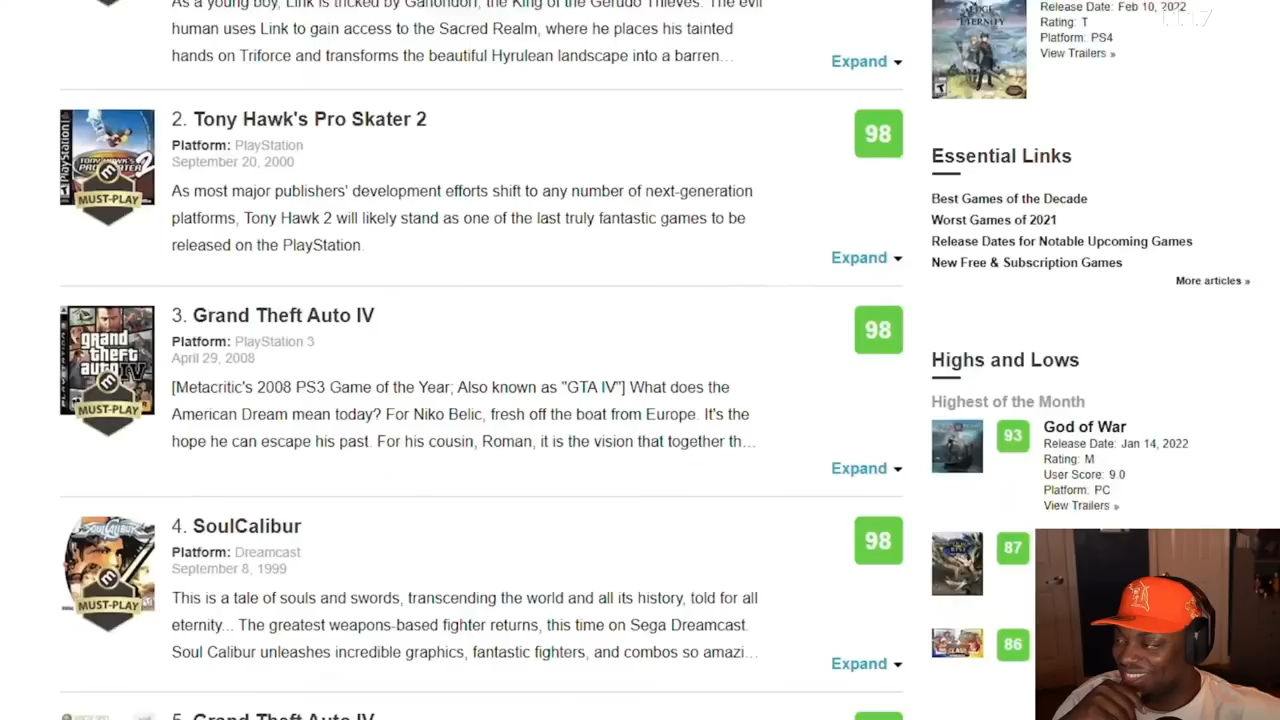 As a young boy, Link is tricked by Ganondorf, the King of the Gerudo Thieves. The evil
human uses Link to gain access to the Sacred Realm, where he places his tainted
hands on Triforce and transforms the beautiful Hyrulean landscape into a barren…
Expand
2. Tony Hawk's Pro Skater 2
Platform: PlayStation
September 20, 2000
As most major publishers' development efforts shift to any number of next-generation
platforms, Tony Hawk 2 will likely stand as one of the last truly fantastic games to be
released on the PlayStation.
Expand
98
PlayStation
MUST-PLAY
3. Grand Theft Auto IV
Platform: PlayStation 3
April 29, 2008
[Metacritic's 2008 PS3 Game of the Year; Also known as "GTA IV"] What does the
American Dream mean today? For Niko Belic, fresh off the boat from Europe. It's the
hope he can escape his past. For his cousin, Roman, it is the vision that together th…
Expand
98
grand
theft
auto IV
MUST-PLAY
4. SoulCalibur
Platform: Dreamcast
September 8, 1999
This is a tale of souls and swords, transcending the world and all its history, told for all
eternity... The greatest weapons-based fighter returns, this time on Sega Dreamcast.
Soul Calibur unleashes incredible graphics, fantastic fighters, and combos so amazi…
Expand
98
SOULCALIBUR
MUST-PLAY
5. Grand Theft Auto IV
EDGE
ETERNITY
Release Date: Feb 10, 2022
Rating: T
Platform: PS4
View Trailers »
Essential Links
Best Games of the Decade
Worst Games of 2021
Release Dates for Notable Upcoming Games
New Free & Subscription Games
More articles »
Highs and Lows
Highest of the Month
93
God of War
Release Date: Jan 14, 2022
Rating: M
User Score: 9.0
Platform: PC
View Trailers »
87
86